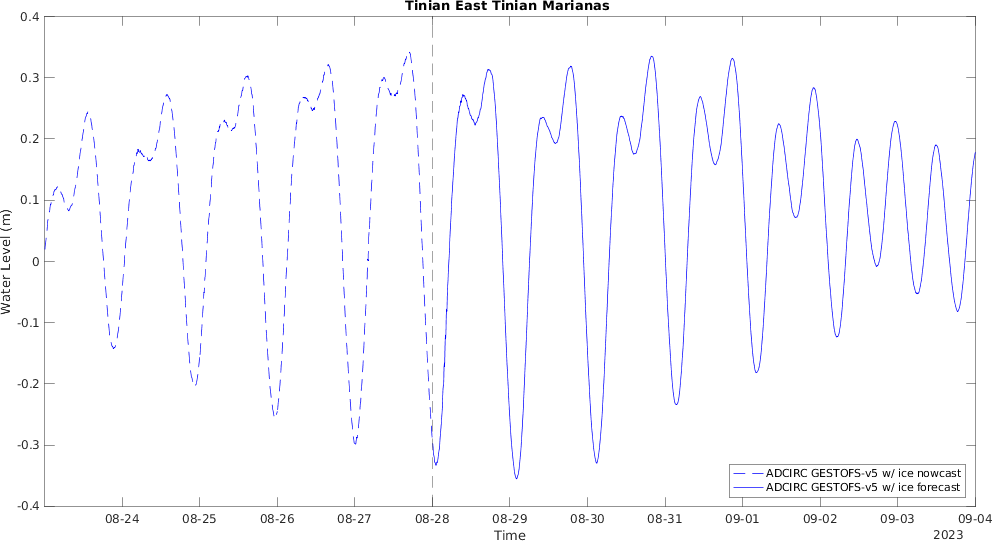 Tinian East Tinian Marianas
0.4
0.3
0.2
0.1
0
-0.1
-0.2
-0.3
-0.4
Water Level (m)
ADCIRC GESTOFS-v5 w/ ice nowcast
ADCIRC GESTOFS-v5 w/ ice forecast
08-24 08-25 08-26 08-27 08-28 08-29 08-30 08-31 09-01 09-02 09-03 09-04
Time
2023